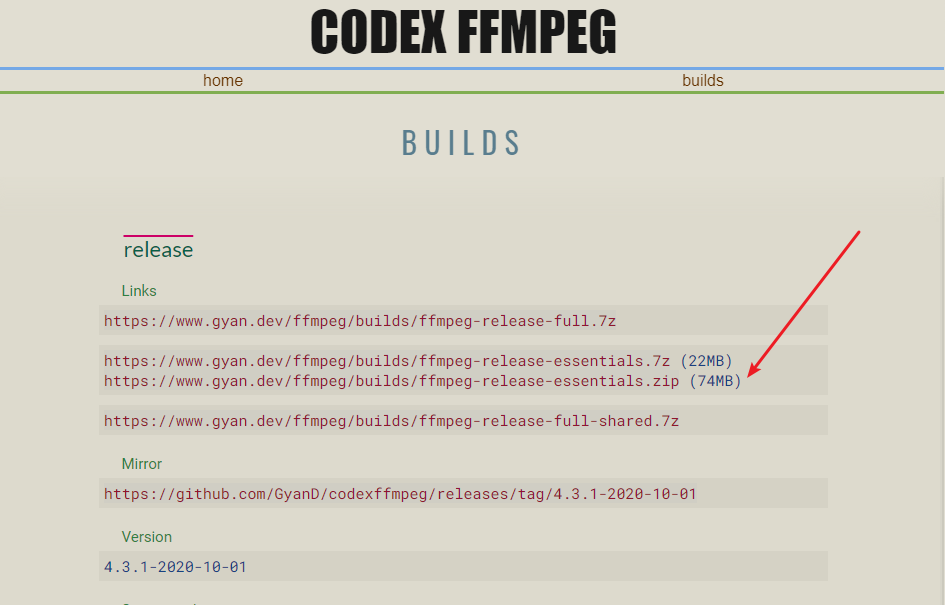 CODEX FFMPEG
home builds
BUILDS
release
Links
https://www.gyan.dev/ffmpeg/builds/ffmpeg-release-full.7z
https://www.gyan.dev/ffmpeg/builds/ffmpeg-release-essentials.7z (22MB)
https://www.gyan.dev/ffmpeg/builds/ffmpeg-release-essentials.zip (74MB)
https://www.gyan.dev/ffmpeg/builds/ffmpeg-release-full-shared.7z
Mirror
https://github.com/GyanD/codexffmpeg/releases/tag/4.3.1-2020-10-01
Version
4.3.1-2020-10-01